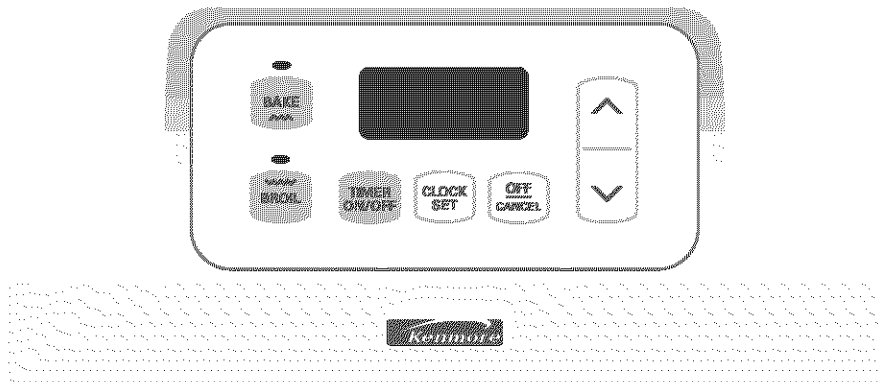 BAKE
BROIL
TIMER
ON/OFF
CLOCK
SET
OFF
CANCEL
Kenmore